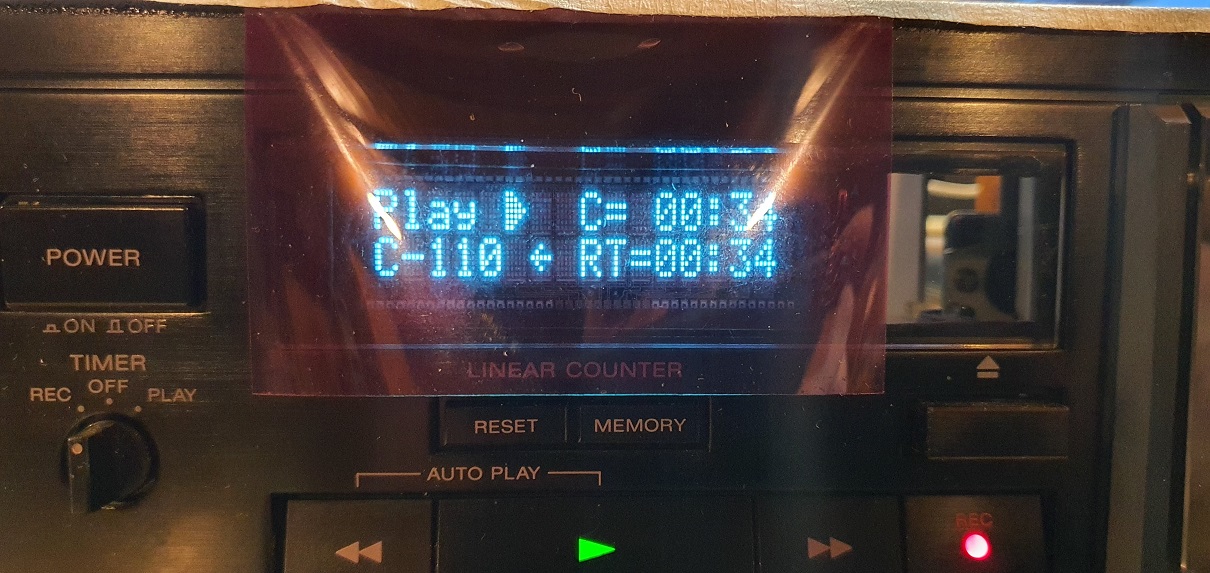 Play C= 00:34
C-110 RT=00:34
POWER
ON OFF
LINEAR COUNTER
TIMER
REC OFF PLAY
RESET MEMORY
AUTO PLAY
REC